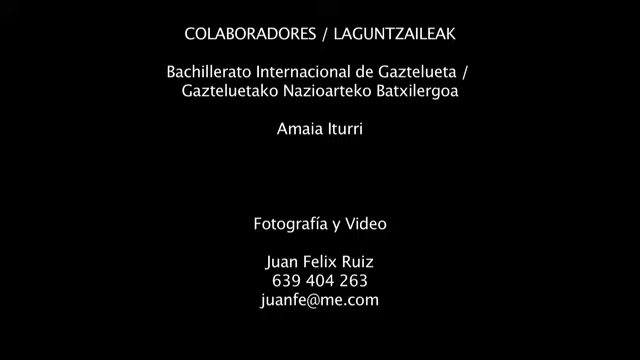 COLABORADORES / LAGUNTZAILEAK
Bachillerato Internacional de Gaztelueta /
Gazteluetako Nazioarteko Batxilergoa
Amaia Iturri
Fotografía y Video
Juan Felix Ruiz
639 404 263
juanfe@me.com